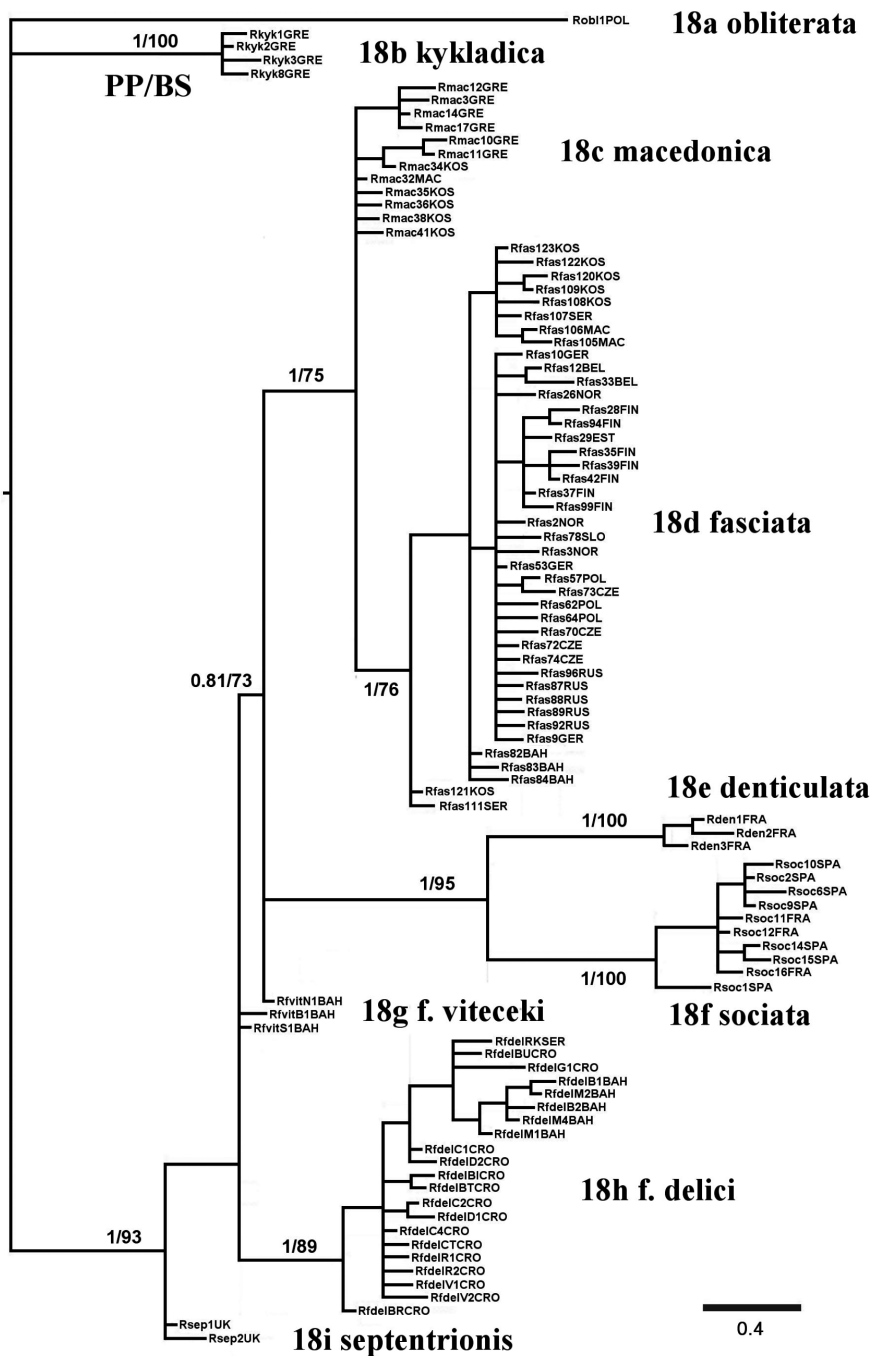 Robl1POL
18a obliterata
Rkyk1GRE
1/100
Rkyk2GRE
Rkyk3GRE
18b kykladica
Rkyk8GRE
PP/BS
Rmac12GRE
Rmac3GRE
Rmac14GRE
Rmac17GRE
Rmac10GRE
18c macedonica
Rmac11GRE
Rmac34KOS
Rmac32MAC
Rmac35KOS
Rmac36KOS
Rmac38KOS
Rmac41KOS
Rfas123KOS
Rfas122KOS
Rfas120KOS
Rfas109KOS
Rfas108KOS
Rfas107SER
Rfas106MAC
Rfas105MAC
Rfas10GER
Rfas12BEL
1/75
Rfas33BEL
Rfas26NOR
Rfas28FIN
Rfas94FIN
Rfas29EST
Rfas35FIN
Rfas39FIN
Rfas42FIN
Rfas37FIN
Rfas99FIN
Rfas2NOR
18d fasciata
Rfas78SLO
Rfas3NOR
Rfas53GER
Rfas57POL
Rfas73CZE
Rfas62POL
Rfas64POL
Rfas70CZE
Rfas72CZE
Rfas74CZE
Rfas96RUS
0.81/73
1/76
Rfas87RUS
Rfas88RUS
Rfas89RUS
Rfas92RUS
Rfas9GER
Rfas82BAH
Rfas83BAH
Rfas84BAH
18e denticulata
Rfas121KOS
Rfas111SER
1/100
Rden1FRA
Rden2FRA
Rden3FRA
Rsoc10SPA
Rsoc2SPA
1/95
Rsoc6SPA
Rsoc9SPA
Rsoc11FRA
Rsoc12FRA
Rsoc14SPA
Rsoc15SPA
1/100
Rsoc16FRA
Rsoc1SPA
RfvitN1BAH
18g f. viteceki
18f sociata
RfvitB1BAH
RfvitS1BAH
RfdelRKSER
RfdelBUCRO
RfdelG1CRO
RfdelB1BAH
RfdelM2BAH
RfdelB2BAH
RfdelM4BAH
RfdelM1BAH
RfdelC1CRO
RfdelD2CRO
RfdelBICRO
RfdelBTCRO
18h f. delici
RfdelC2CRO
RfdelD1CRO
1/93
1/89
RfdelC4CRO
RfdelCTCRO
RfdelR1CRO
RfdelR2CRO
RfdelV1CRO
RfdelV2CRO
RfdelBRCRO
Rsep1UK
0.4
Rsep2UK
18i septentrionis